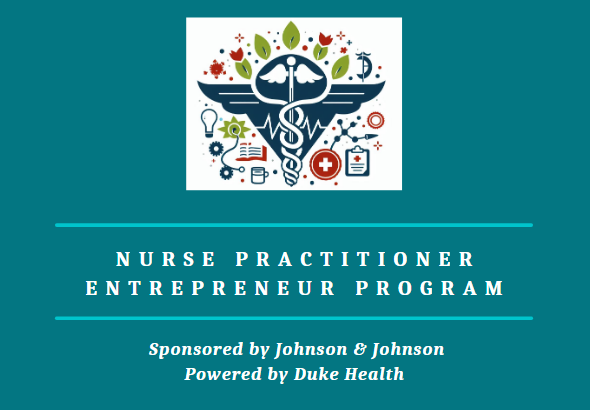 NURSE PRACTITIONER
ENTREPRENEUR PROGRAM
Sponsored by Johnson & Johnson
Powered by Duke Health